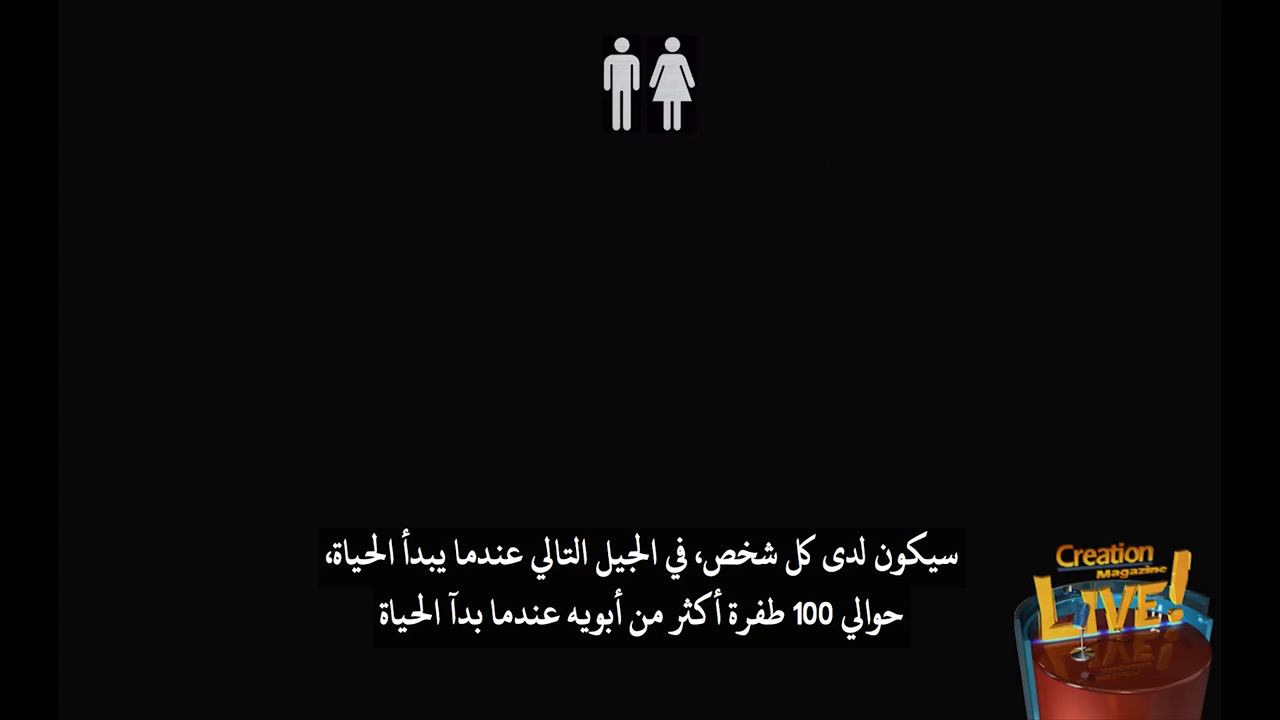 سيكون لدى كل شخص، في الجيل التالي عندما يبدأ الحياة،
حوالي 100 طفرة أكثر من أبويه عندما بدآ الحياة
Creation
Magazine
LIVE!